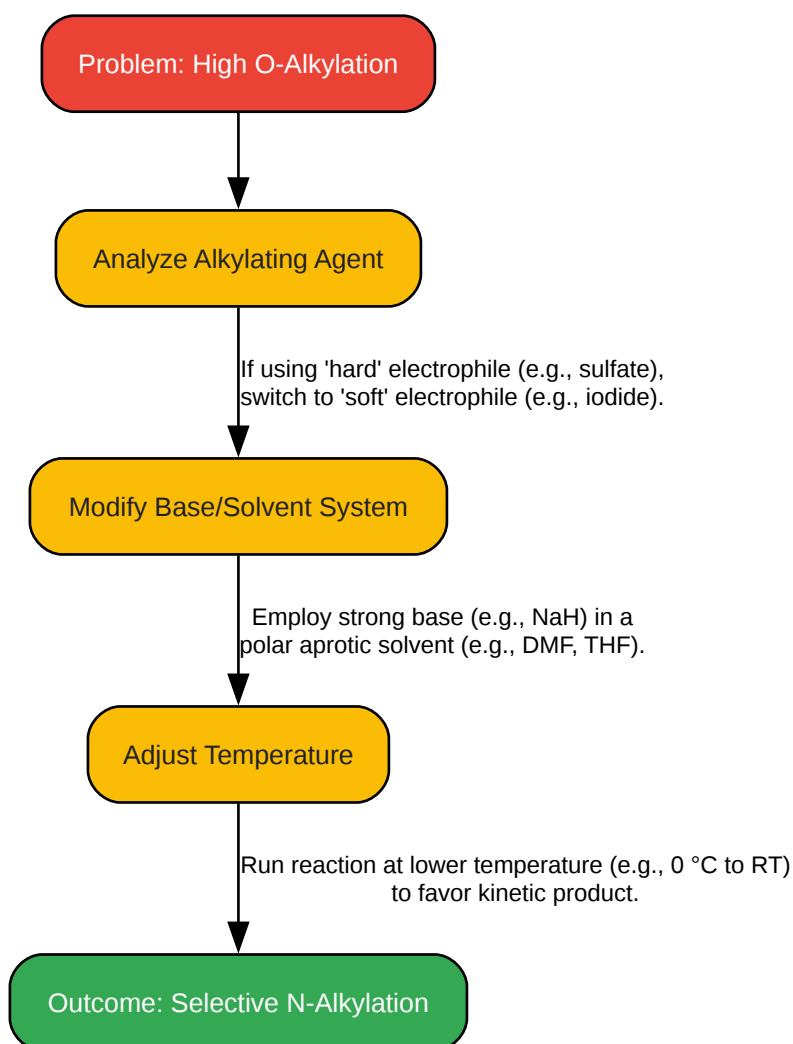 Problem: High O-Alkylation
Analyze Alkylating Agent
If using 'hard' electrophile (e.g., sulfate),
switch to 'soft' electrophile (e.g., iodide).
Modify Base/Solvent System
Employ strong base (e.g., NaH) in a
polar aprotic solvent (e.g., DMF, THF).
Adjust Temperature
Run reaction at lower temperature (e.g., 0 °C to RT)
to favor kinetic product.
Outcome: Selective N-Alkylation